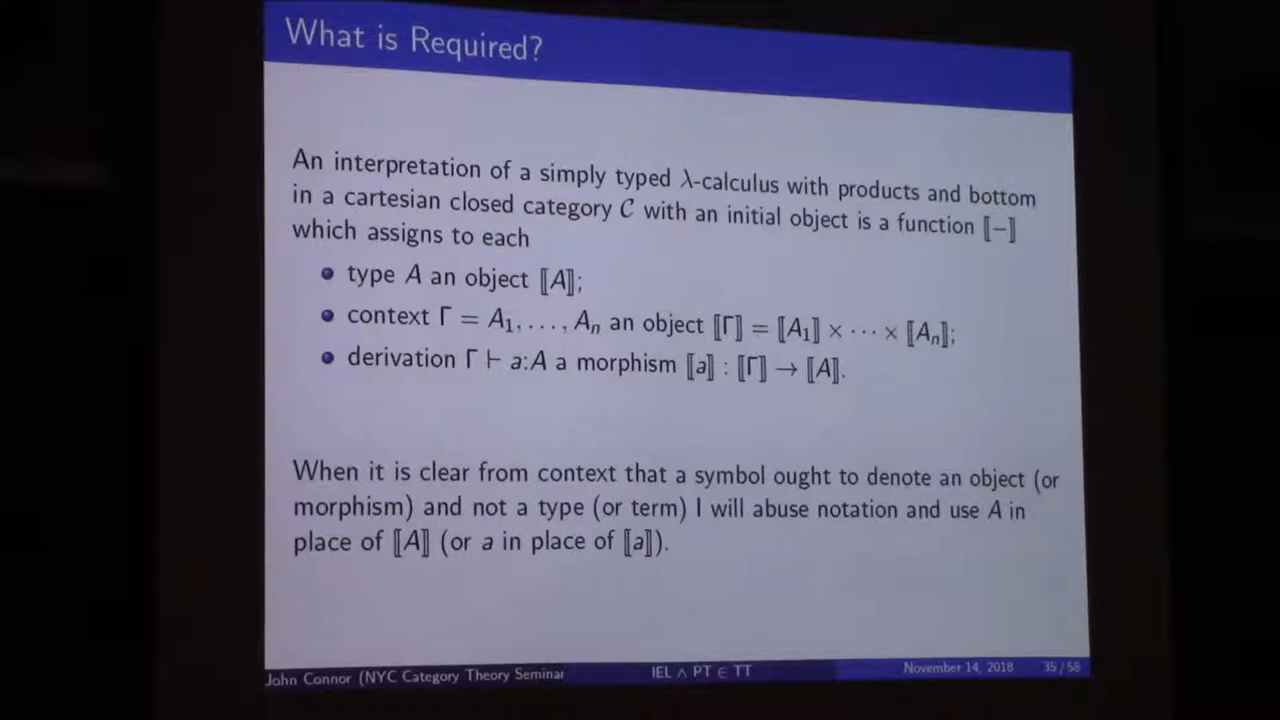 What is Required?
An interpretation of a simply typed λ-calculus with products and bottom
in a cartesian closed category 𝒞 with an initial object is a function ⟦−⟧
which assigns to each
• type A an object ⟦A⟧;
• context Γ = A₁, . . . , Aₙ an object ⟦Γ⟧ = ⟦A₁⟧ × ··· × ⟦Aₙ⟧;
• derivation Γ ⊢ a:A a morphism ⟦a⟧ : ⟦Γ⟧ → ⟦A⟧.
When it is clear from context that a symbol ought to denote an object (or
morphism) and not a type (or term) I will abuse notation and use A in
place of ⟦A⟧ (or a in place of ⟦a⟧).
John Connor (NYC Category Theory Seminar IEL ∧ PT ∈ TT November 14, 2018 35 / 58